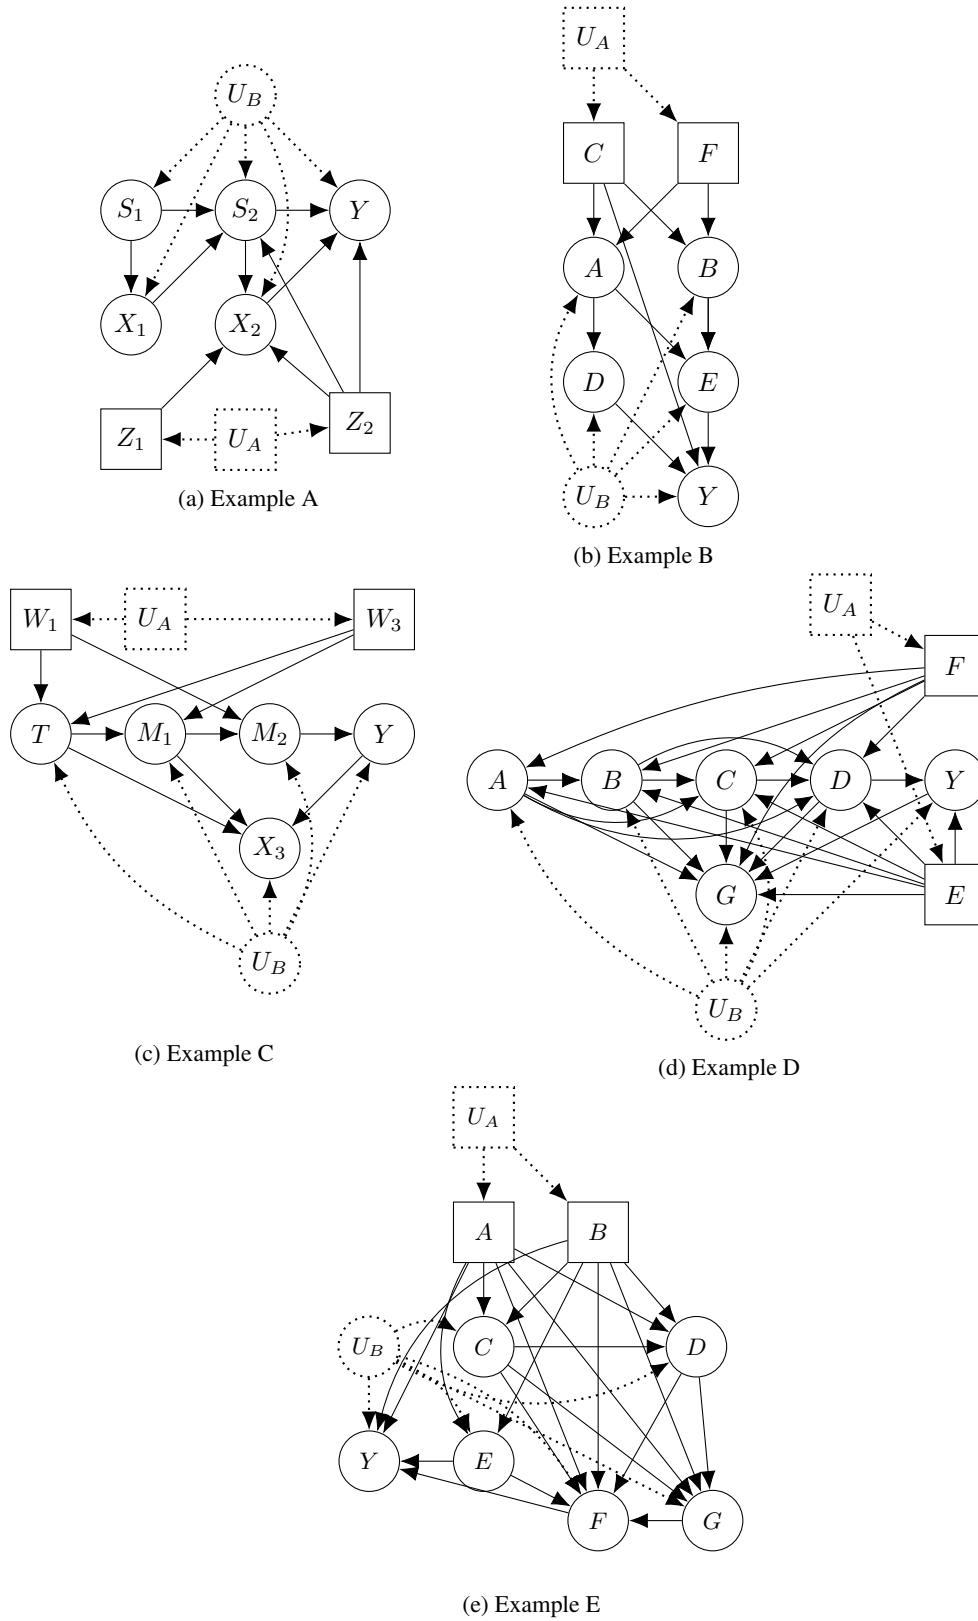 U_B
S_1
S_2
Y
X_1
X_2
Z_1
U_A
Z_2
(a) Example A
U_A
C
F
A
B
D
E
U_B
Y
(b) Example B
W_1
U_A
W_3
T
M_1
M_2
Y
X_3
U_B
(c) Example C
U_A
F
A
B
C
D
Y
G
E
U_B
(d) Example D
U_A
A
B
U_B
C
D
Y
E
F
G
(e) Example E